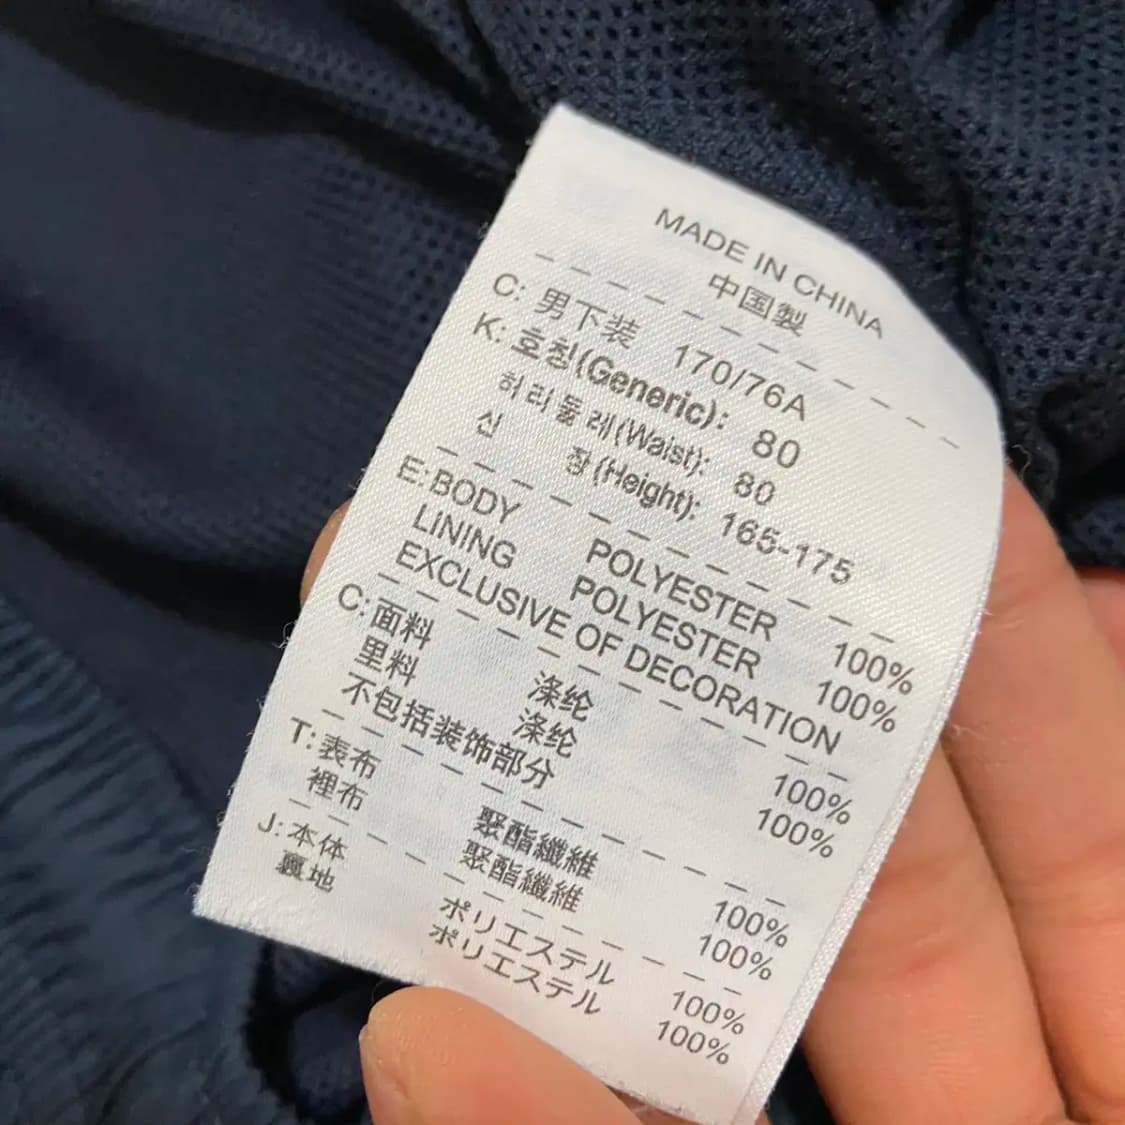 MADE IN CHINA
中国製
C: 男下装 170/76A
K: 호칭(Generic): 80
허리둘레(Waist): 80
신 장(Height): 165-175
E: BODY POLYESTER 100%
LINING POLYESTER 100%
EXCLUSIVE OF DECORATION
C: 面料 涤纶 100%
里料 涤纶 100%
不包括装饰部分
T: 表布 聚酯纖維 100%
裡布 聚酯纖維 100%
J: 本体 ポリエステル 100%
裏地 ポリエステル 100%